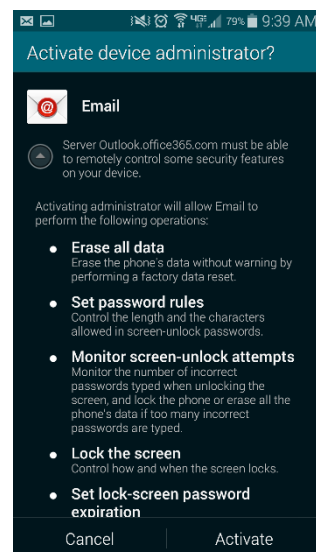 79% 9:39 AM
Activate device administrator?
Email
Server Outlook.office365.com must be able
to remotely control some security features
on your device.
Activating administrator will allow Email to
perform the following operations:
• Erase all data
Erase the phone's data without warning by
performing a factory data reset.
• Set password rules
Control the length and the characters
allowed in screen-unlock passwords.
• Monitor screen-unlock attempts
Monitor the number of incorrect
passwords typed when unlocking the
screen, and lock the phone or erase all the
phone's data if too many incorrect
passwords are typed.
• Lock the screen
Control how and when the screen locks.
• Set lock-screen password
expiration
Cancel Activate